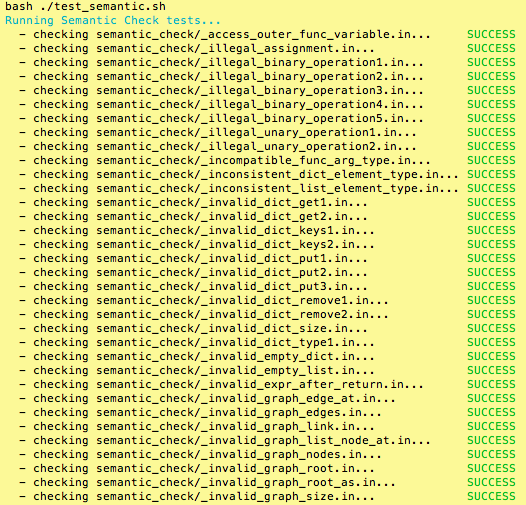 bash ./test_semantic.sh
Running Semantic Check tests...
- checking semantic_check/_access_outer_func_variable.in... SUCCESS
- checking semantic_check/_illegal_assignment.in... SUCCESS
- checking semantic_check/_illegal_binary_operation1.in... SUCCESS
- checking semantic_check/_illegal_binary_operation2.in... SUCCESS
- checking semantic_check/_illegal_binary_operation3.in... SUCCESS
- checking semantic_check/_illegal_binary_operation4.in... SUCCESS
- checking semantic_check/_illegal_binary_operation5.in... SUCCESS
- checking semantic_check/_illegal_unary_operation1.in... SUCCESS
- checking semantic_check/_illegal_unary_operation2.in... SUCCESS
- checking semantic_check/_incompatible_func_arg_type.in... SUCCESS
- checking semantic_check/_inconsistent_dict_element_type.in... SUCCESS
- checking semantic_check/_inconsistent_list_element_type.in... SUCCESS
- checking semantic_check/_invalid_dict_get1.in... SUCCESS
- checking semantic_check/_invalid_dict_get2.in... SUCCESS
- checking semantic_check/_invalid_dict_keys1.in... SUCCESS
- checking semantic_check/_invalid_dict_keys2.in... SUCCESS
- checking semantic_check/_invalid_dict_put1.in... SUCCESS
- checking semantic_check/_invalid_dict_put2.in... SUCCESS
- checking semantic_check/_invalid_dict_put3.in... SUCCESS
- checking semantic_check/_invalid_dict_remove1.in... SUCCESS
- checking semantic_check/_invalid_dict_remove2.in... SUCCESS
- checking semantic_check/_invalid_dict_size.in... SUCCESS
- checking semantic_check/_invalid_dict_type1.in... SUCCESS
- checking semantic_check/_invalid_empty_dict.in... SUCCESS
- checking semantic_check/_invalid_empty_list.in... SUCCESS
- checking semantic_check/_invalid_expr_after_return.in... SUCCESS
- checking semantic_check/_invalid_graph_edge_at.in... SUCCESS
- checking semantic_check/_invalid_graph_edges.in... SUCCESS
- checking semantic_check/_invalid_graph_link.in... SUCCESS
- checking semantic_check/_invalid_graph_list_node_at.in... SUCCESS
- checking semantic_check/_invalid_graph_nodes.in... SUCCESS
- checking semantic_check/_invalid_graph_root.in... SUCCESS
- checking semantic_check/_invalid_graph_root_as.in... SUCCESS
- checking semantic_check/_invalid_graph_size.in... SUCCESS